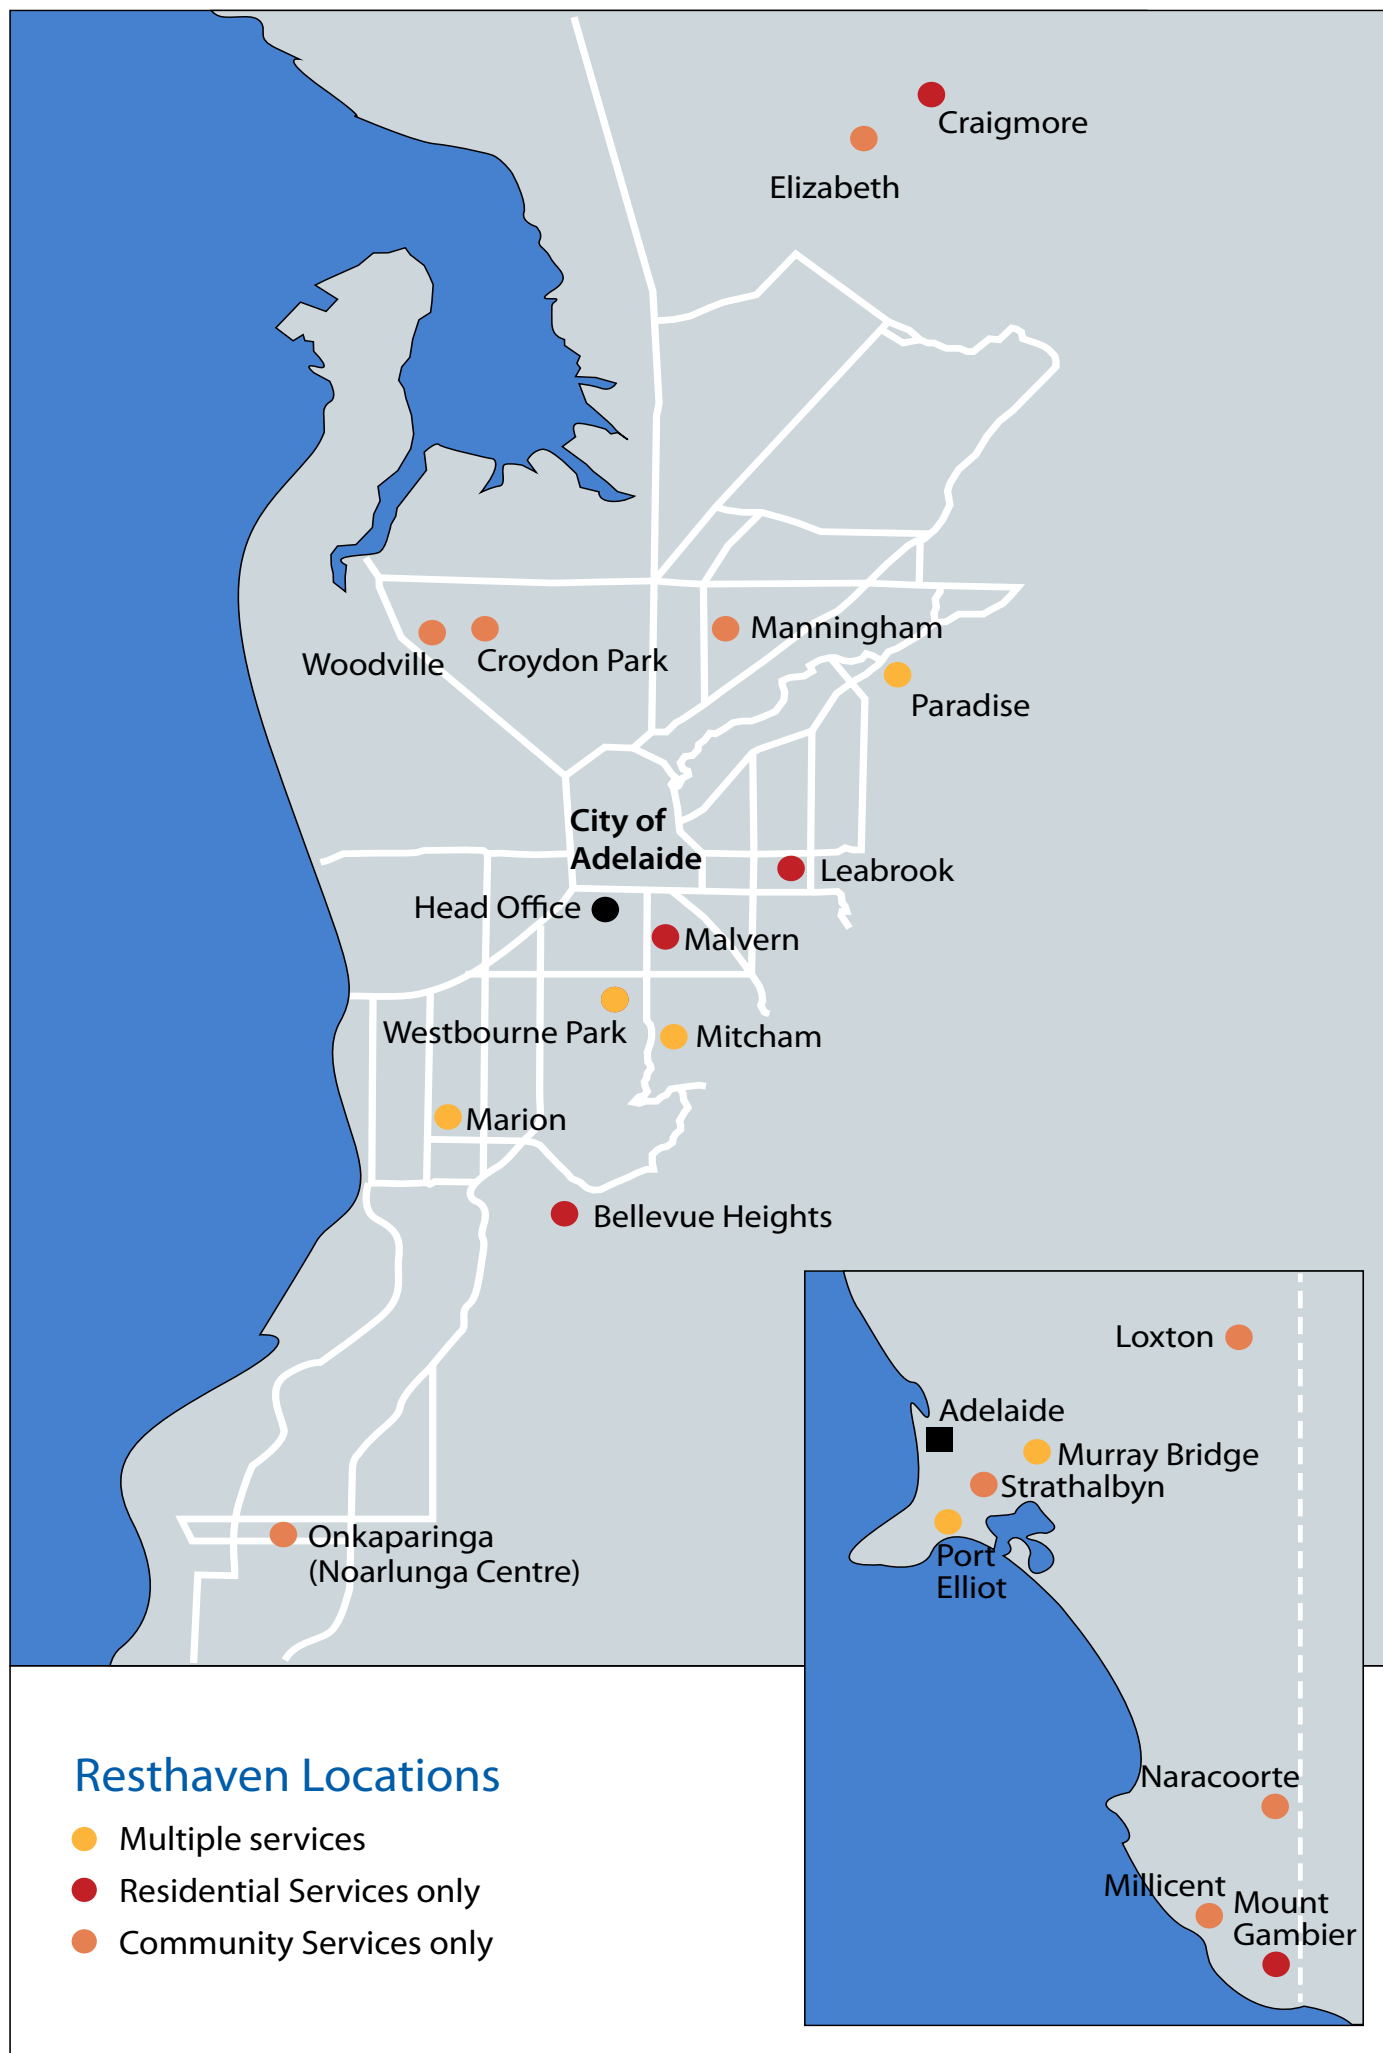 Craigmore
Elizabeth
Manningham
Woodville
Croydon Park
Paradise
City of
Adelaide
Leabrook
Head Office
Malvern
Westbourne Park
Mitcham
Marion
Bellevue Heights
Onkaparinga
(Noarlunga Centre)
Loxton
Adelaide
Murray Bridge
Strathalbyn
Port
Elliot
Naracoorte
Millicent
Mount
Gambier
Resthaven Locations
Multiple services
Residential Services only
Community Services only